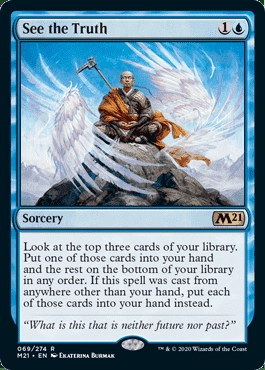 See the Truth 1
Sorcery M21
Look at the top three cards of your library.
Put one of those cards into your hand
and the rest on the bottom of your library
in any order. If this spell was cast from
anywhere other than your hand, put each
of those cards into your hand instead.
“What is this that is neither future nor past?”
069/274 R
M21 • EN EKATERINA BURMAK ™ & © 2020 Wizards of the Coast